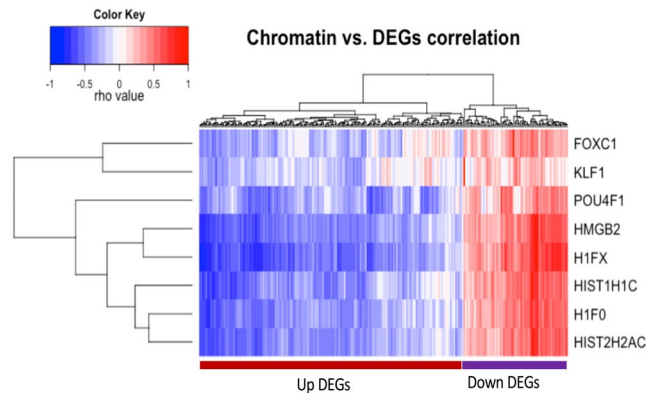 Color Key
-1 -0.5 0 0.5 1
rho value
Chromatin vs. DEGs correlation
FOXC1
KLF1
POU4F1
HMGB2
H1FX
HIST1H1C
H1F0
HIST2H2AC
Up DEGs Down DEGs